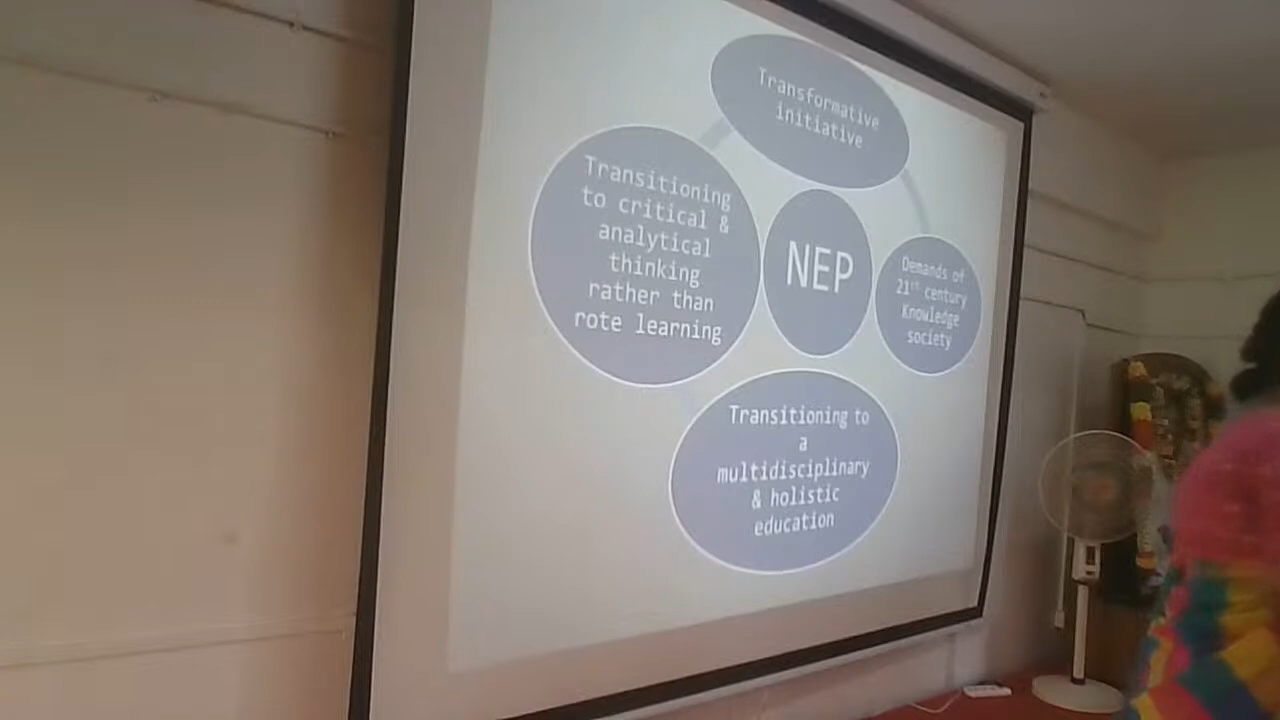 Transformative
initiative
Transitioning
to critical &
analytical
thinking
rather than
rote learning
NEP
Demands of
21st century
Knowledge
society
Transitioning to
a
multidisciplinary
& holistic
education